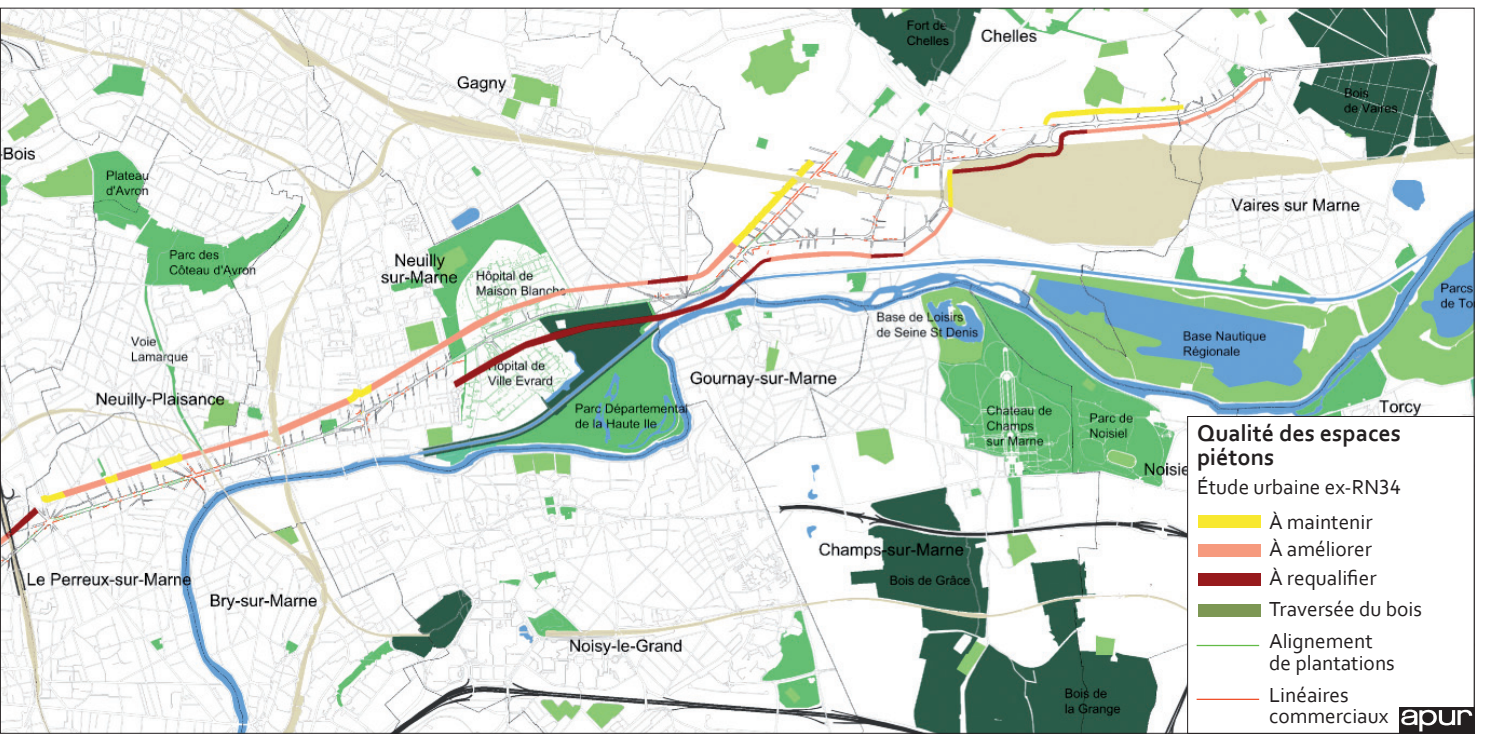 Fort de
Chelles
Chelles
Gagny
Bois
de Vaires
-Bois
Plateau
d'Avron
Vaires sur Marne
Parc des
Côteau d'Avron
Neuilly
sur-Marne
Hôpital de
Maison Blanche
Parcs
de To
Base de Loisirs
de Seine St Denis
Base Nautique
Régionale
Voie
Lamarque
Hôpital de
Ville Evrard
Gournay-sur-Marne
Neuilly-Plaisance
Parc Départemental
de la Haute Ile
Chateau de
Champs
sur Marne
Parc de
Noisiel
Torcy
Noisie
Champs-sur-Marne
Bois de Grâce
Le Perreux-sur-Marne
Bry-sur-Marne
Noisy-le-Grand
Bois de
la Grange
Qualité des espaces
piétons
Étude urbaine ex-RN34
À maintenir
À améliorer
À requalifier
Traversée du bois
Alignement
de plantations
Linéaires
commerciaux
apur